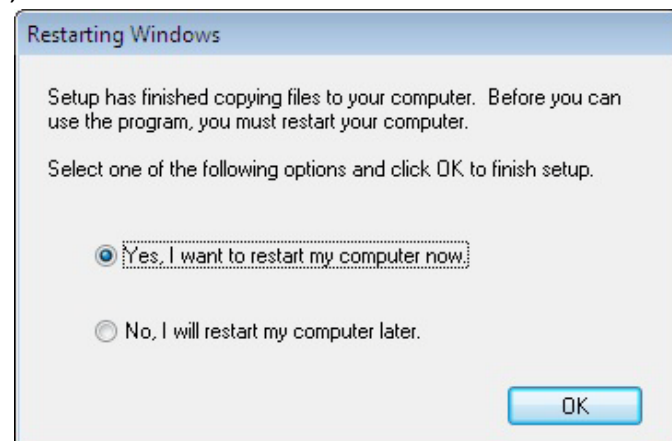 Restarting Windows
Setup has finished copying files to your computer.  Before you can
use the program, you must restart your computer.
Select one of the following options and click OK to finish setup.
Yes, I want to restart my computer now.
No, I will restart my computer later.
OK